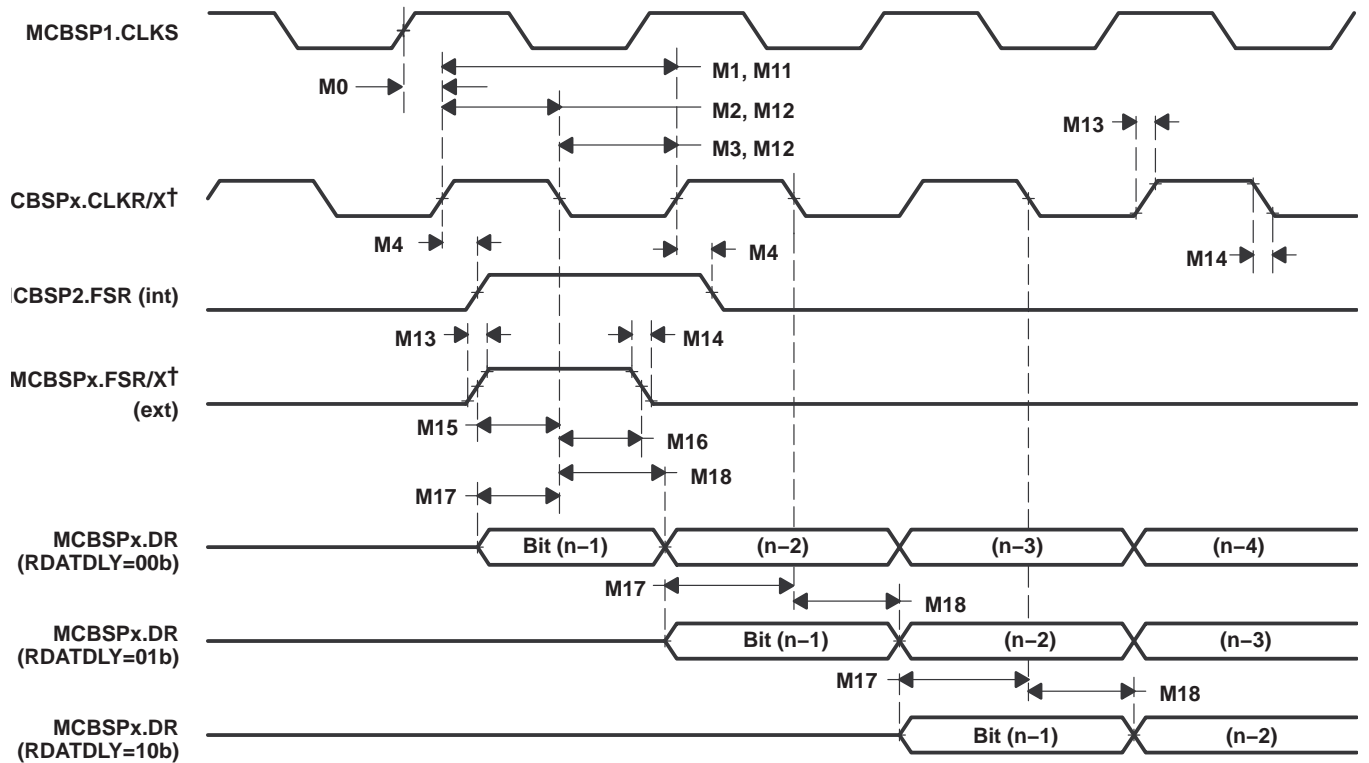 MCBSP1.CLKS
M1, M11
M0
M2, M12
M13
M3, M12
CBSPx.CLKR/X†
M4
M4
M14
CBSP2.FSR (int)
M13
M14
MCBSPx.FSR/X†
(ext)
M15
M16
M18
M17
MCBSPx.DR
(RDATDLY=00b)
Bit (n−1)
(n−2)
(n−3)
(n−4)
M17
M18
MCBSPx.DR
(RDATDLY=01b)
Bit (n−1)
(n−2)
(n−3)
M17
M18
MCBSPx.DR
(RDATDLY=10b)
Bit (n−1)
(n−2)